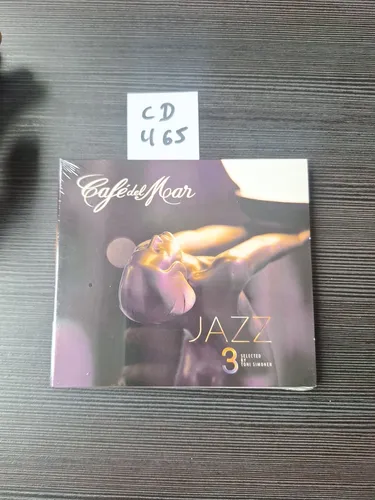 CD
465
Café del Mar
JAZZ
3
SELECTED
BY
TONI SIMONEN